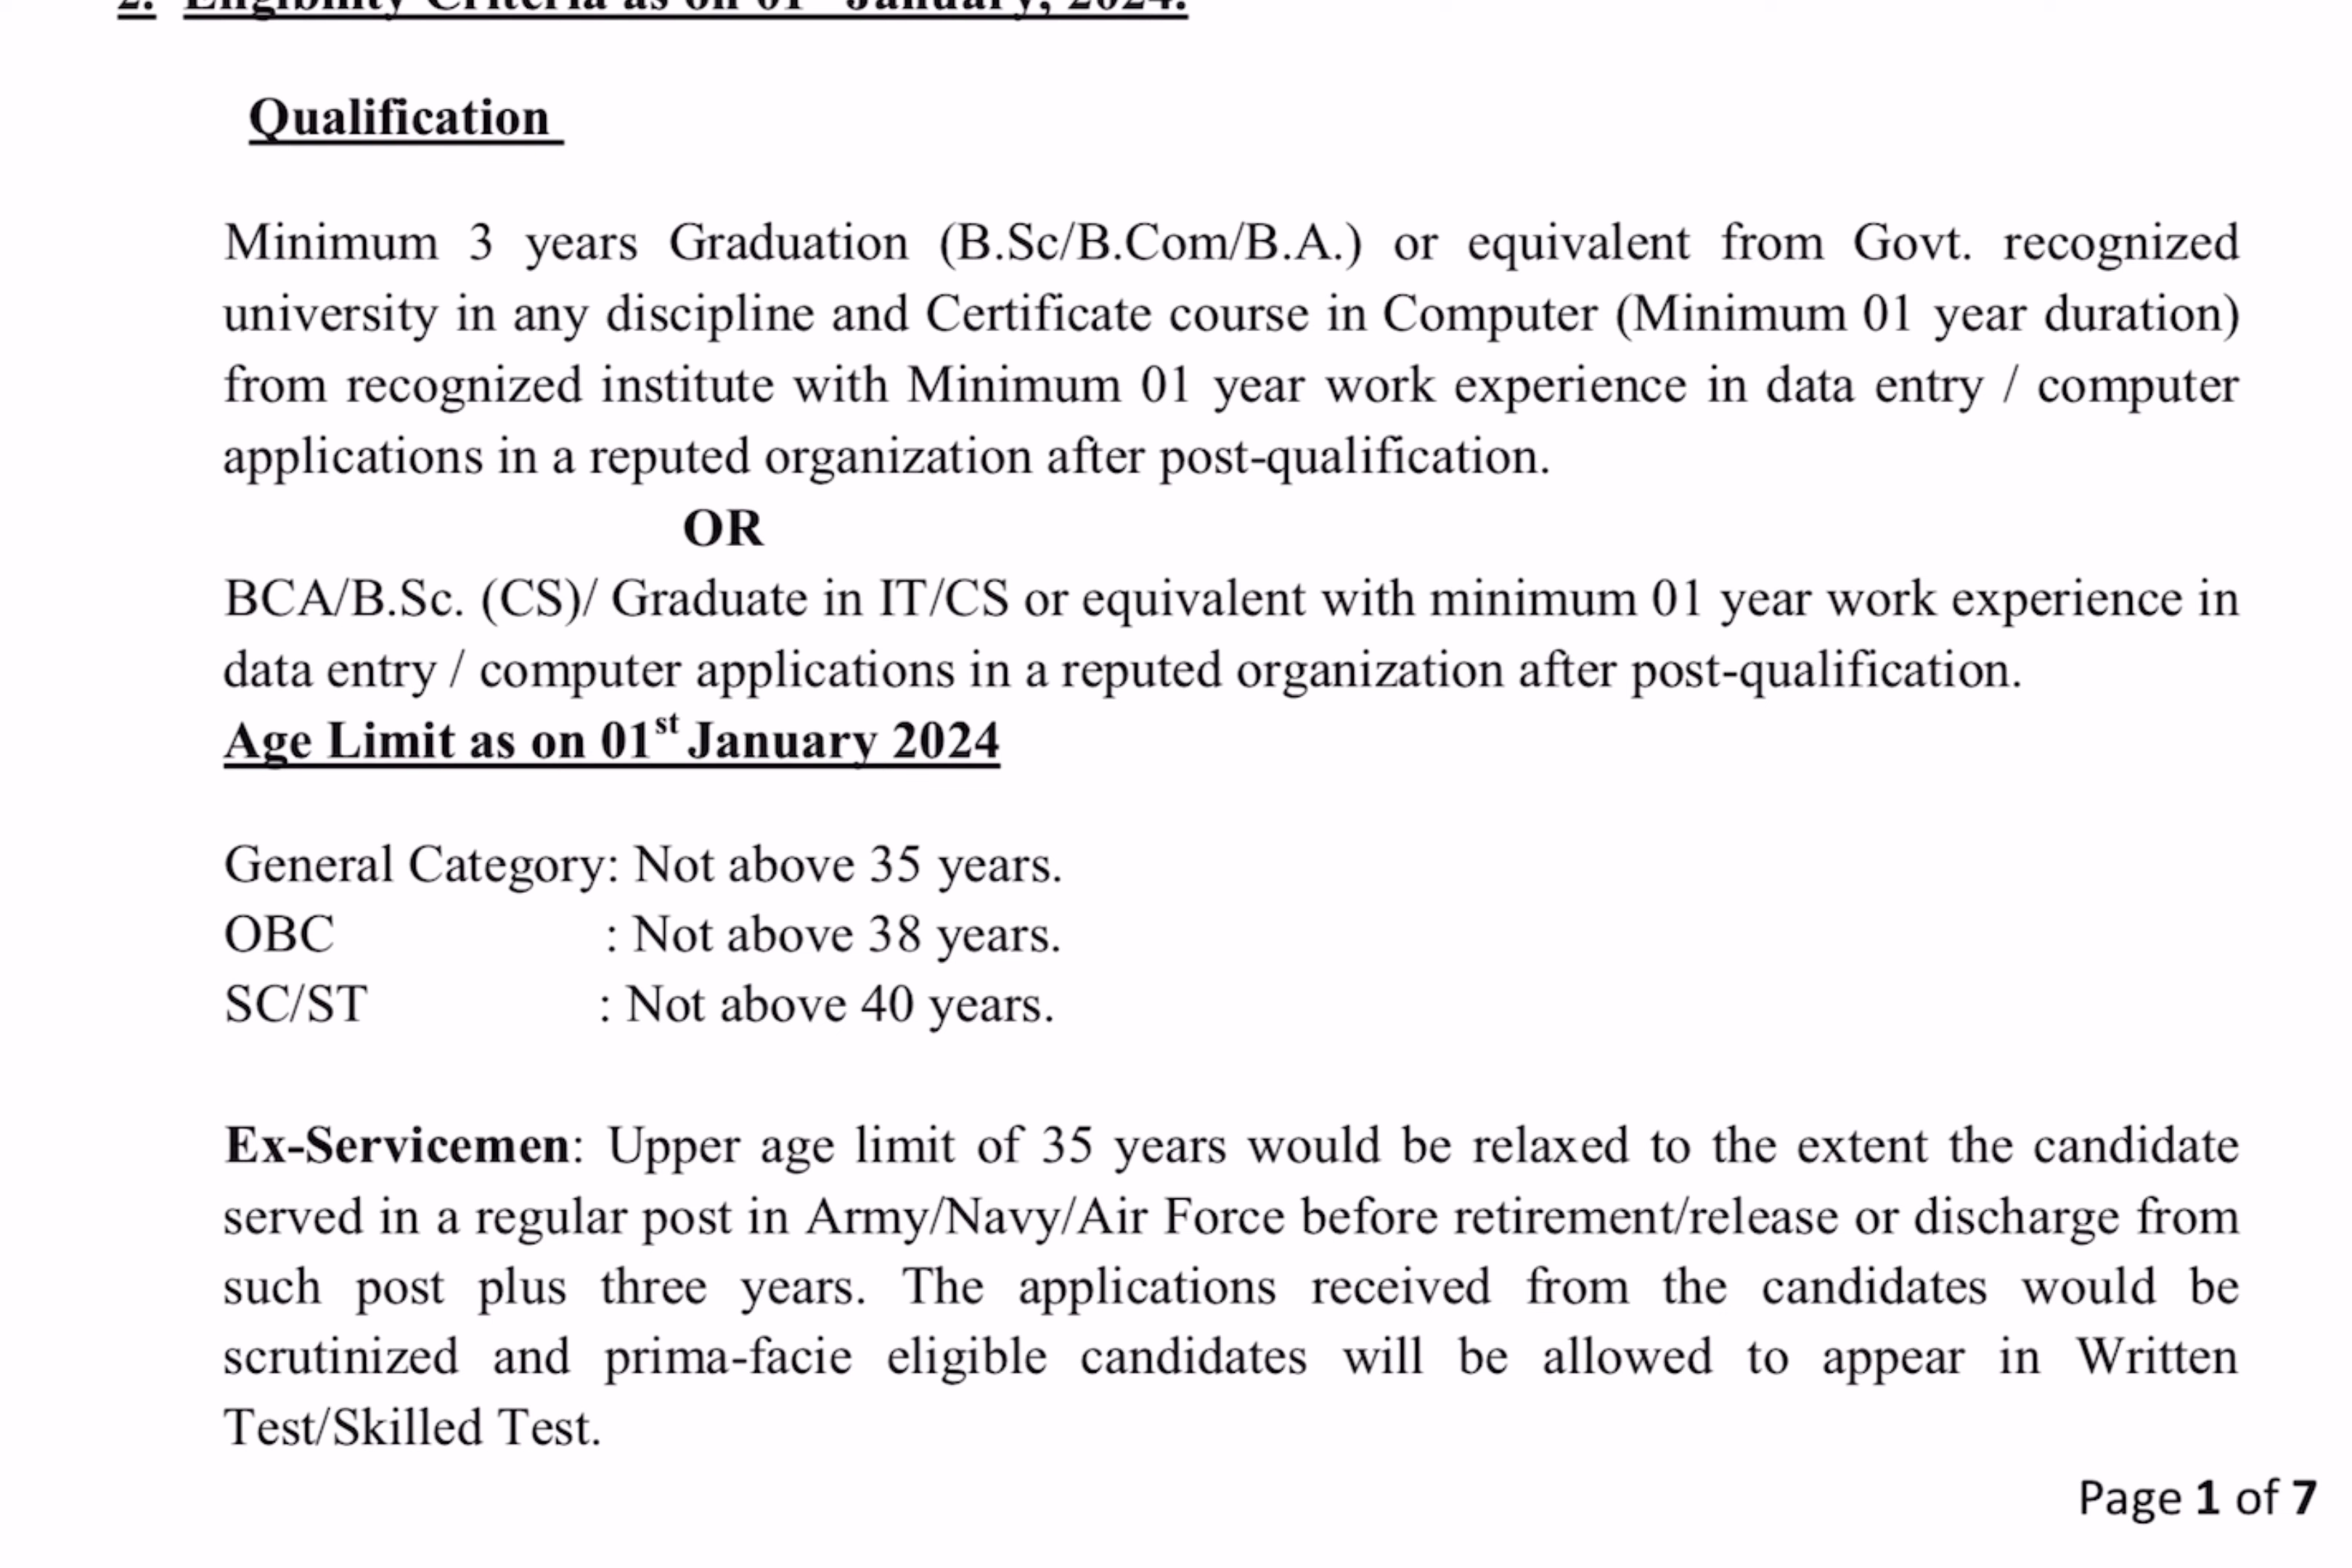 2. Eligibility Criteria as on 01st January, 2024.
Qualification
Minimum 3 years Graduation (B.Sc/B.Com/B.A.) or equivalent from Govt. recognized
university in any discipline and Certificate course in Computer (Minimum 01 year duration)
from recognized institute with Minimum 01 year work experience in data entry / computer
applications in a reputed organization after post-qualification.
OR
BCA/B.Sc. (CS)/ Graduate in IT/CS or equivalent with minimum 01 year work experience in
data entry / computer applications in a reputed organization after post-qualification.
Age Limit as on 01st January 2024
General Category: Not above 35 years.
OBC : Not above 38 years.
SC/ST : Not above 40 years.
Ex-Servicemen: Upper age limit of 35 years would be relaxed to the extent the candidate
served in a regular post in Army/Navy/Air Force before retirement/release or discharge from
such post plus three years. The applications received from the candidates would be
scrutinized and prima-facie eligible candidates will be allowed to appear in Written
Test/Skilled Test.
Page 1 of 7